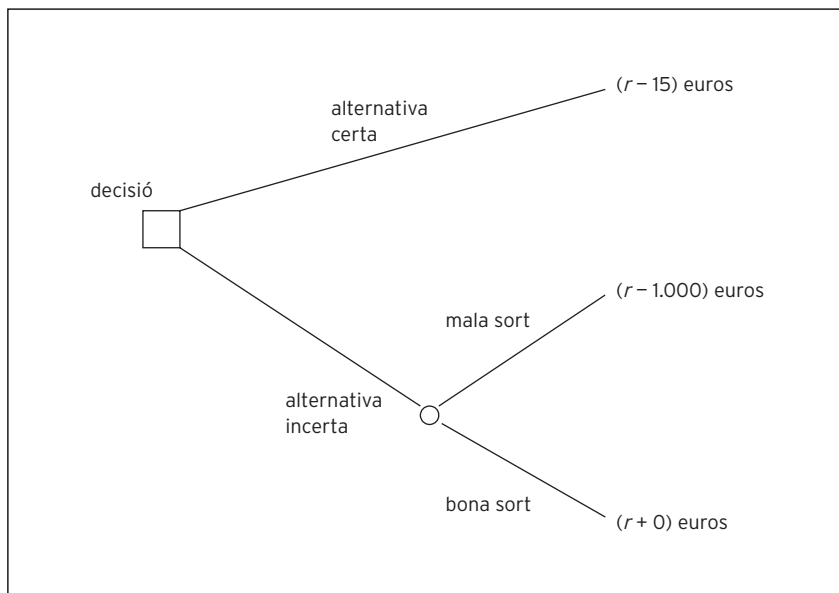 (r – 15) euros
alternativa
certa
decisió
(r – 1.000) euros
mala sort
alternativa
incerta
bona sort
(r + 0) euros